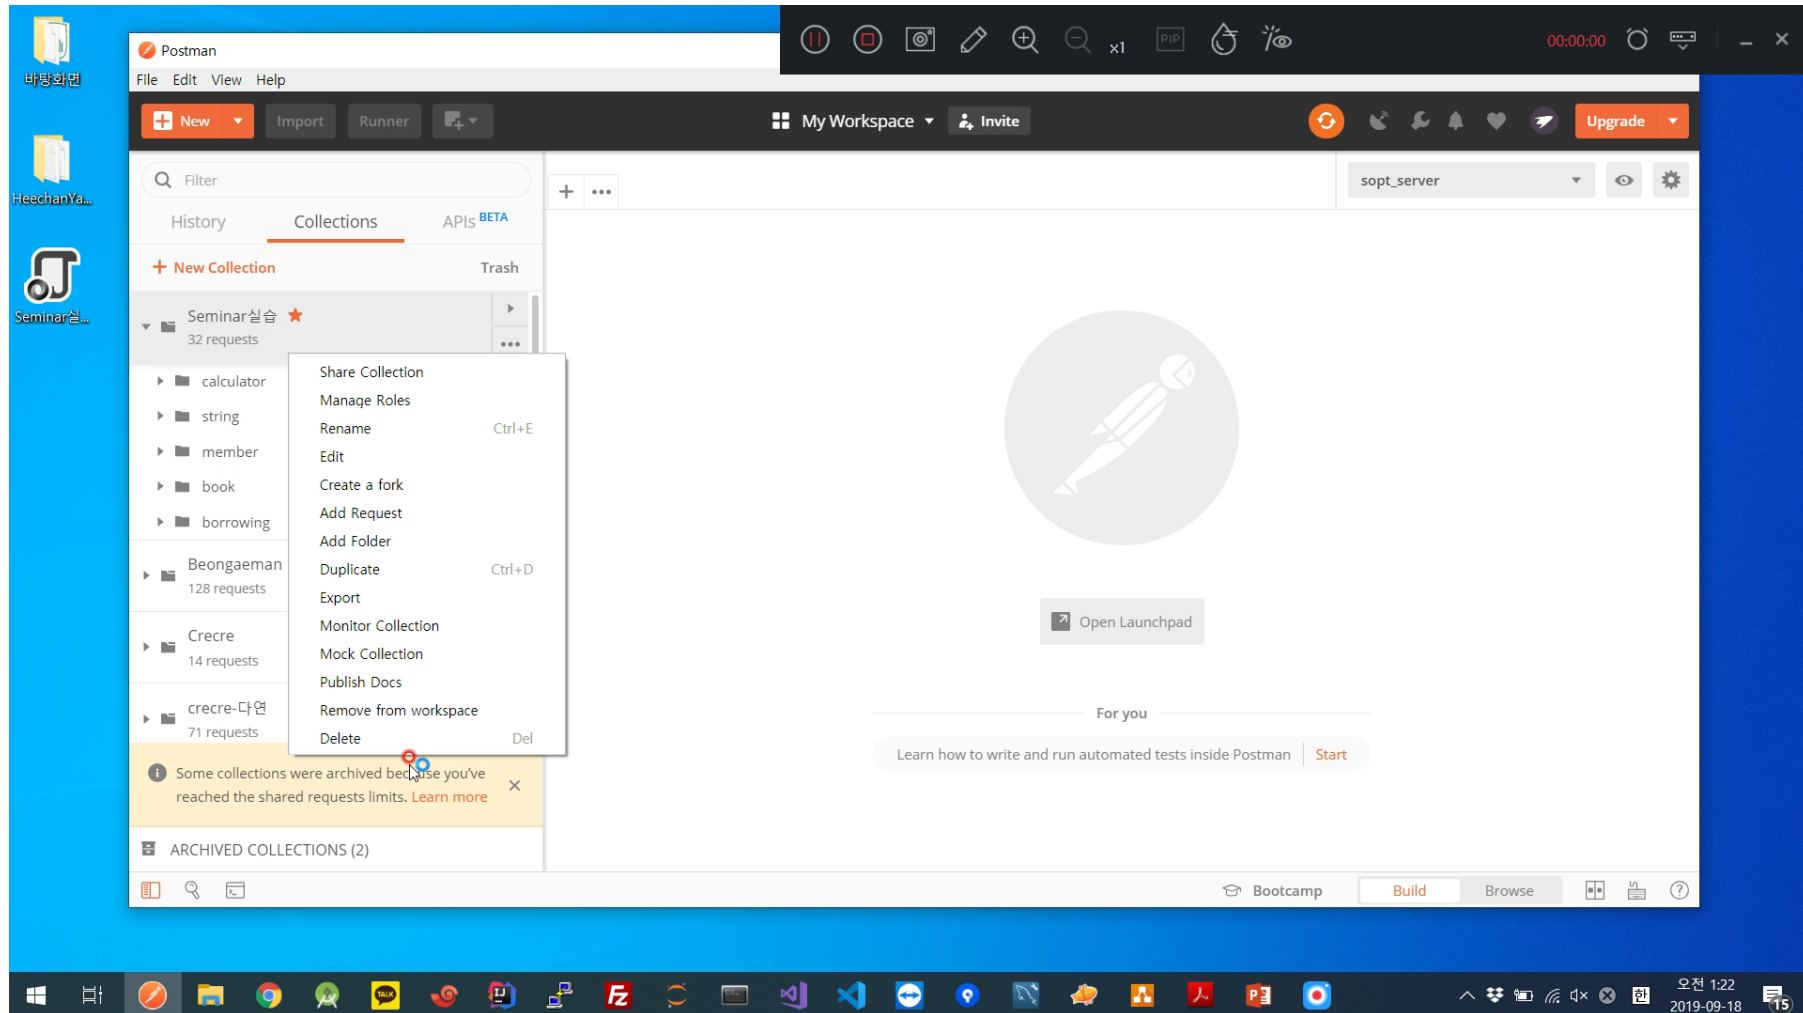 바탕화면
HeechanYa...
Seminar실...
Postman
x1
PIP
00:00:00
File Edit View Help
New
Import
Runner
My Workspace
Invite
Upgrade
Filter
sopt_server
History
Collections
APIs BETA
+ New Collection
Trash
Seminar실습
32 requests
calculator
string
member
book
borrowing
Beongaeman
128 requests
Crecre
14 requests
crecre-다연
71 requests
Share Collection
Manage Roles
Rename Ctrl+E
Edit
Create a fork
Add Request
Add Folder
Duplicate Ctrl+D
Export
Monitor Collection
Mock Collection
Publish Docs
Remove from workspace
Delete Del
Some collections were archived because you've
reached the shared requests limits. Learn more
ARCHIVED COLLECTIONS (2)
Open Launchpad
For you
Learn how to write and run automated tests inside Postman Start
Bootcamp
Build
Browse
TALK
IJ
Fz
한
오전 1:22
2019-09-18
15